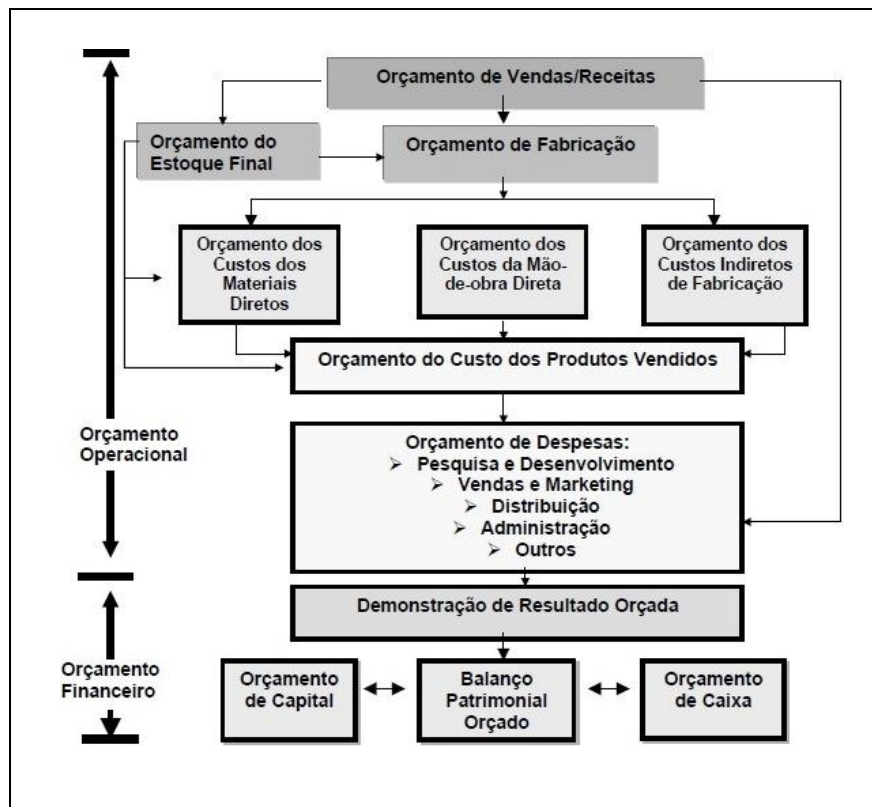 Orçamento de Vendas/Receitas
Orçamento do
Estoque Final
Orçamento de Fabricação
Orçamento dos
Custos dos
Materiais
Diretos
Orçamento dos
Custos da Mão-
de-obra Direta
Orçamento dos
Custos Indiretos
de Fabricação
Orçamento do Custo dos Produtos Vendidos
Orçamento
Operacional
Orçamento de Despesas:
➢ Pesquisa e Desenvolvimento
➢ Vendas e Marketing
➢ Distribuição
➢ Administração
➢ Outros
Demonstração de Resultado Orçada
Orçamento
Financeiro
Orçamento
de Capital
Balanço
Patrimonial
Orçado
Orçamento
de Caixa